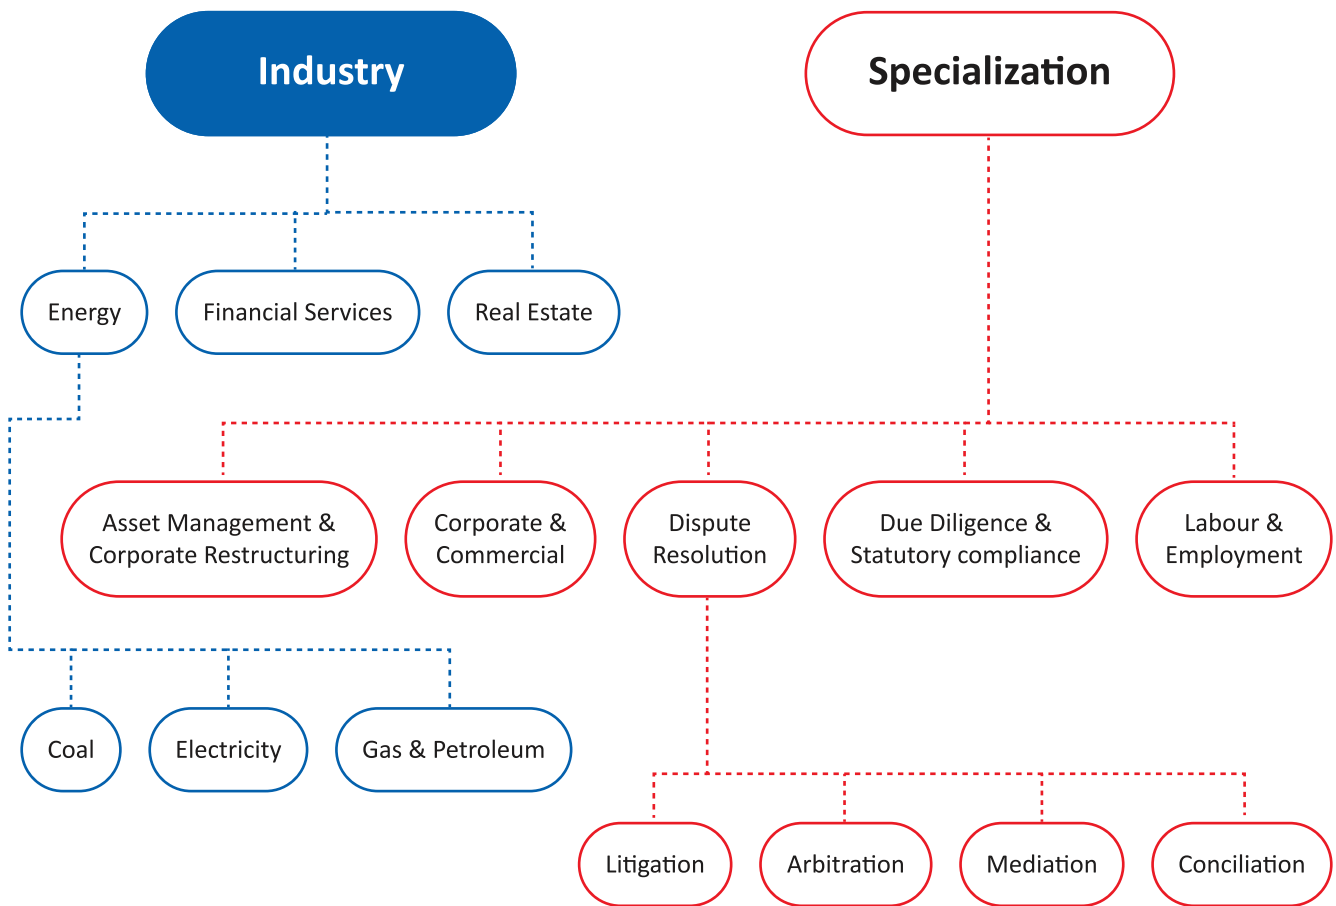 Industry
Specialization
Energy
Financial Services
Real Estate
Asset Management &
Corporate Restructuring
Corporate &
Commercial
Dispute
Resolution
Due Diligence &
Statutory compliance
Labour &
Employment
Coal
Electricity
Gas & Petroleum
Litigation
Arbitration
Mediation
Conciliation